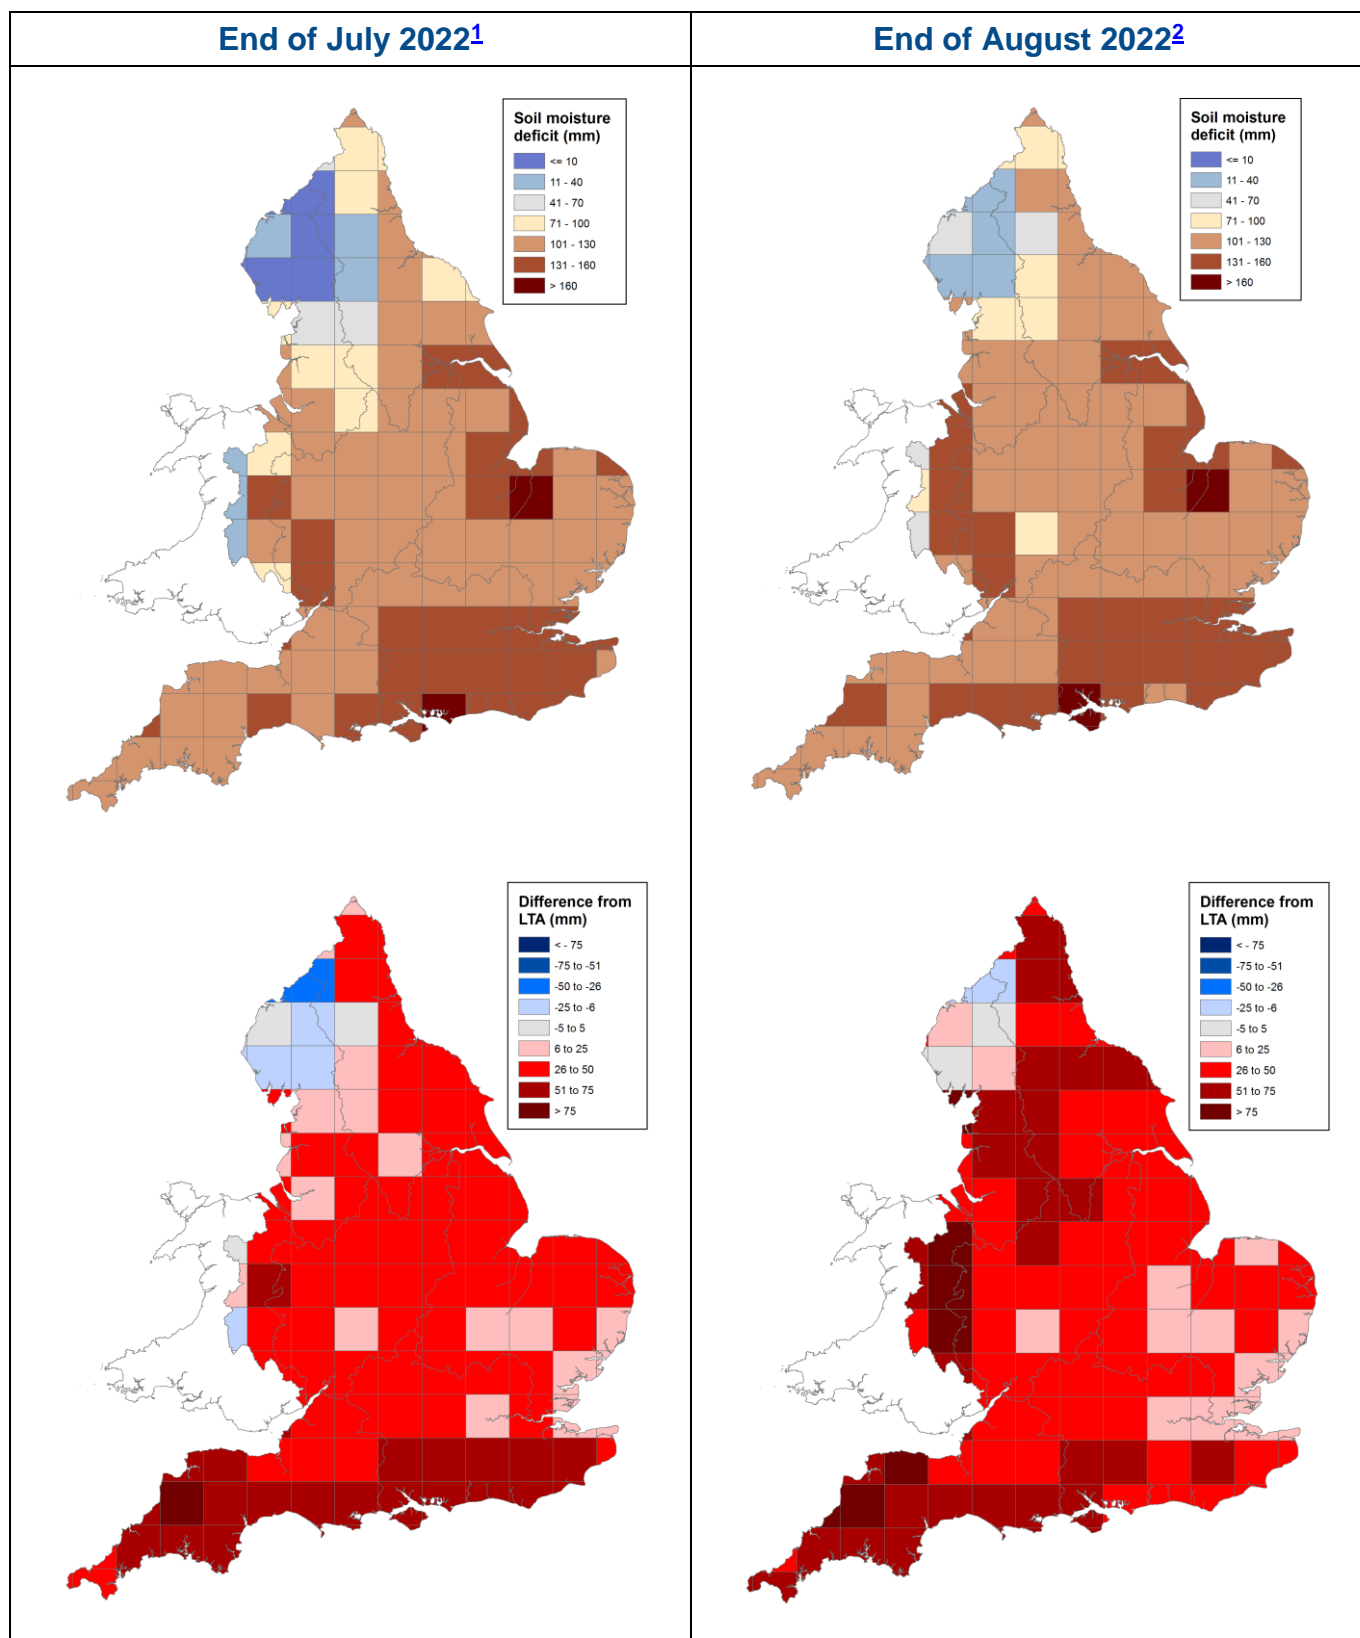 End of July 2022¹
End of August 2022²
Soil moisture
deficit (mm)
<= 10
11 - 40
41 - 70
71 - 100
101 - 130
131 - 160
> 160
Soil moisture
deficit (mm)
<= 10
11 - 40
41 - 70
71 - 100
101 - 130
131 - 160
> 160
Difference from
LTA (mm)
< - 75
-75 to -51
-50 to -26
-25 to -6
-5 to 5
6 to 25
26 to 50
51 to 75
> 75
Difference from
LTA (mm)
< - 75
-75 to -51
-50 to -26
-25 to -6
-5 to 5
6 to 25
26 to 50
51 to 75
> 75